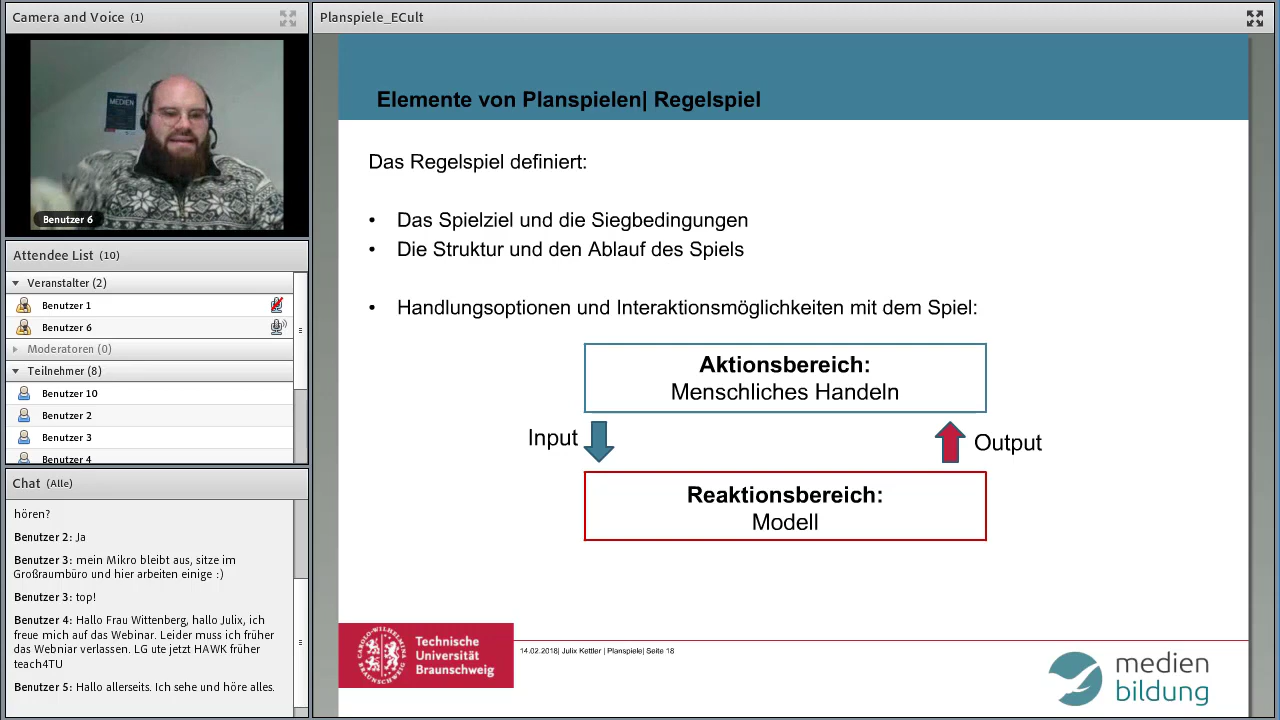 Camera and Voice (1)
MEDIEN
Benutzer 6
Attendee List (10)
Veranstalter (2)
Benutzer 1
Benutzer 6
Moderatoren (0)
Teilnehmer (8)
Benutzer 10
Benutzer 2
Benutzer 3
Benutzer 4
Chat (Alle)
hören?
Benutzer 2: Ja
Benutzer 3: mein Mikro bleibt aus, sitze im
Großraumbüro und hier arbeiten einige :)
Benutzer 3: top!
Benutzer 4: Hallo Frau Wittenberg, hallo Julix, ich
freue mich auf das Webinar. Leider muss ich früher
das Webniar verlassen. LG ute jetzt HAWK früher
teach4TU
Benutzer 5: Hallo allerseits. Ich sehe und höre alles.
Planspiele_ECult
Elemente von Planspielen| Regelspiel
Das Regelspiel definiert:
• Das Spielziel und die Siegbedingungen
• Die Struktur und den Ablauf des Spiels
• Handlungsoptionen und Interaktionsmöglichkeiten mit dem Spiel:
Aktionsbereich:
Menschliches Handeln
Input
Output
Reaktionsbereich:
Modell
CAROLO-WILHELMINA
Technische
Universität
Braunschweig
14.02.2018| Julix Kettler | Planspiele| Seite 18
medien
bildung